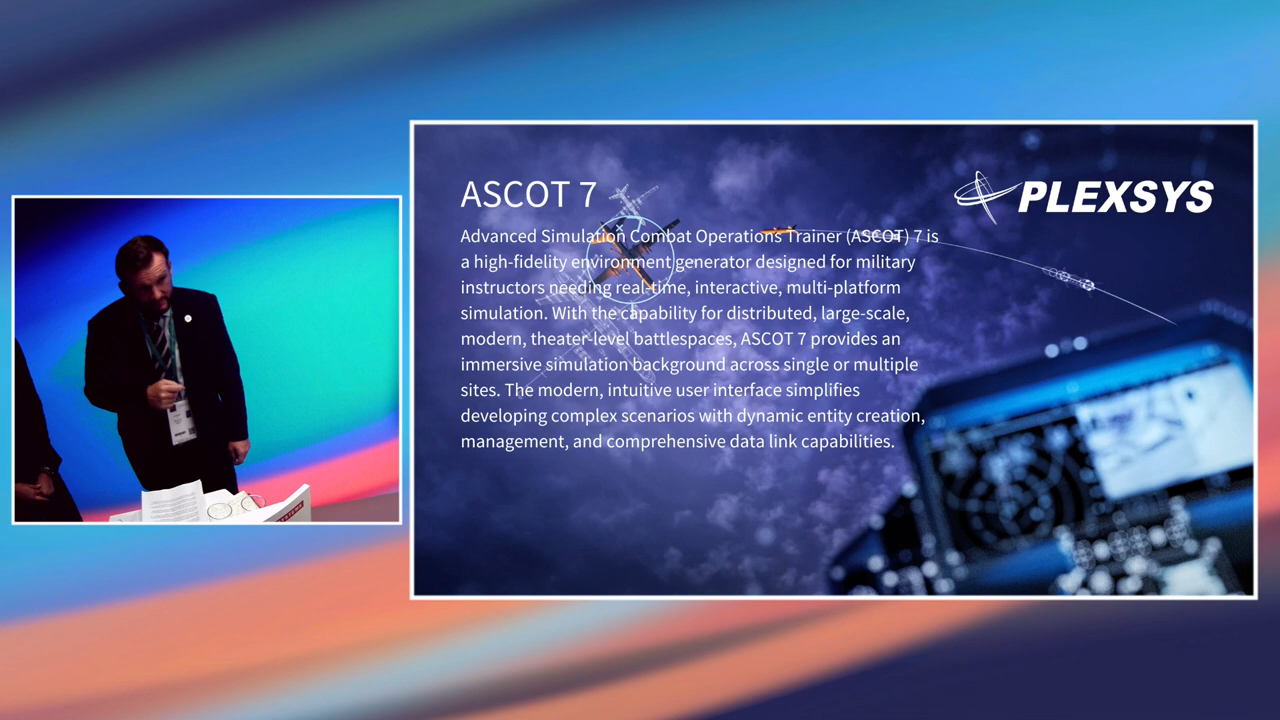 ASCOT 7
PLEXSYS
Advanced Simulation Combat Operations Trainer (ASCOT) 7 is
a high-fidelity environment generator designed for military
instructors needing real-time, interactive, multi-platform
simulation. With the capability for distributed, large-scale,
modern, theater-level battlespaces, ASCOT 7 provides an
immersive simulation background across single or multiple
sites. The modern, intuitive user interface simplifies
developing complex scenarios with dynamic entity creation,
management, and comprehensive data link capabilities.